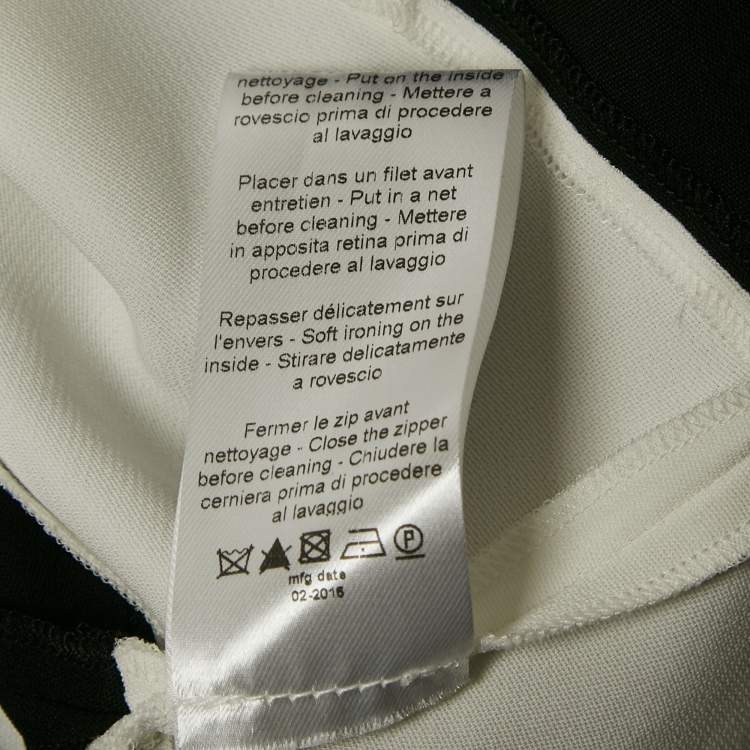 nettoyage - Put on the inside
before cleaning - Mettere a
rovescio prima di procedere
al lavaggio
Placer dans un filet avant
entretien - Put in a net
before cleaning - Mettere
in apposita retina prima di
procedere al lavaggio
Repasser délicatement sur
l'envers - Soft ironing on the
inside - Stirare delicatamente
a rovescio
Fermer le zip avant
nettoyage - Close the zipper
before cleaning - Chiudere la
cerniera prima di procedere
al lavaggio
P
mfg date
02-2016